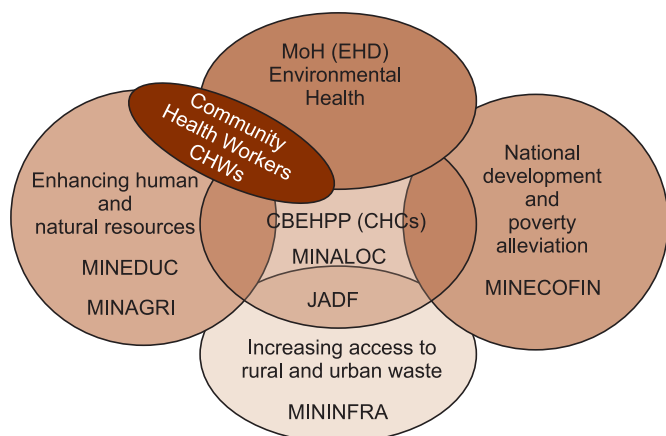 MoH (EHD)
Environmental
Health
Community
Health Workers
CHWs
Enhancing human
and
natural resources
MINEDUC
MINAGRI
CBEHPP (CHCs)
MINALOC
JADF
National
development
and
poverty
alleviation
MINECOFIN
Increasing access to
rural and urban waste
MININFRA